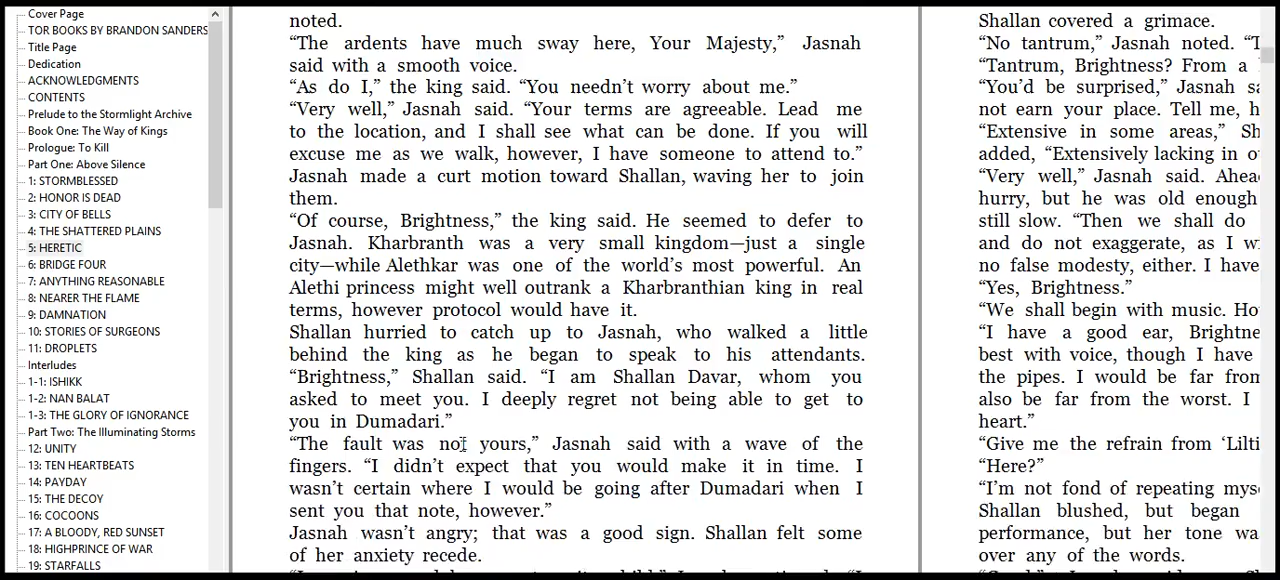 Cover Page
TOR BOOKS BY BRANDON SANDERS
Title Page
Dedication
ACKNOWLEDGMENTS
CONTENTS
Prelude to the Stormlight Archive
Book One: The Way of Kings
Prologue: To Kill
Part One: Above Silence
1: STORMBLESSED
2: HONOR IS DEAD
3: CITY OF BELLS
4: THE SHATTERED PLAINS
5: HERETIC
6: BRIDGE FOUR
7: ANYTHING REASONABLE
8: NEARER THE FLAME
9: DAMNATION
10: STORIES OF SURGEONS
11: DROPLETS
Interludes
1-1: ISHIKK
1-2: NAN BALAT
1-3: THE GLORY OF IGNORANCE
Part Two: The Illuminating Storms
12: UNITY
13: TEN HEARTBEATS
14: PAYDAY
15: THE DECOY
16: COCOONS
17: A BLOODY, RED SUNSET
18: HIGHPRINCE OF WAR
19: STARFALLS
noted.
“The ardents have much sway here, Your Majesty,” Jasnah
said with a smooth voice.
“As do I,” the king said. “You needn’t worry about me.”
“Very well,” Jasnah said. “Your terms are agreeable. Lead me
to the location, and I shall see what can be done. If you will
excuse me as we walk, however, I have someone to attend to.”
Jasnah made a curt motion toward Shallan, waving her to join
them.
“Of course, Brightness,” the king said. He seemed to defer to
Jasnah. Kharbranth was a very small kingdom—just a single
city—while Alethkar was one of the world’s most powerful. An
Alethi princess might well outrank a Kharbranthian king in real
terms, however protocol would have it.
Shallan hurried to catch up to Jasnah, who walked a little
behind the king as he began to speak to his attendants.
“Brightness,” Shallan said. “I am Shallan Davar, whom you
asked to meet you. I deeply regret not being able to get to
you in Dumadari.”
“The fault was not yours,” Jasnah said with a wave of the
fingers. “I didn’t expect that you would make it in time. I
wasn’t certain where I would be going after Dumadari when I
sent you that note, however.”
Jasnah wasn’t angry; that was a good sign. Shallan felt some
of her anxiety recede.
Shallan covered a grimace.
“No tantrum,” Jasnah noted. “T
“Tantrum, Brightness? From a
“You’d be surprised,” Jasnah sa
not earn your place. Tell me, h
“Extensive in some areas,” Sh
added, “Extensively lacking in o
“Very well,” Jasnah said. Ahea
hurry, but he was old enough
still slow. “Then we shall do
and do not exaggerate, as I w
no false modesty, either. I have
“Yes, Brightness.”
“We shall begin with music. Ho
“I have a good ear, Brightne
best with voice, though I have
the pipes. I would be far from
also be far from the worst. I
heart.”
“Give me the refrain from ‘Lilti
“Here?”
“I’m not fond of repeating myse
Shallan blushed, but began
performance, but her tone wa
over any of the words.